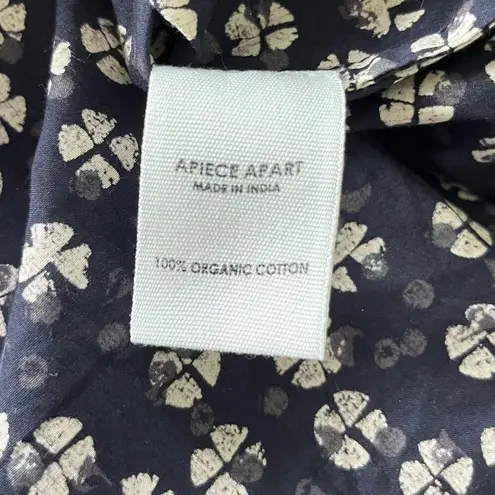 APIECE APART
MADE IN INDIA
100% ORGANIC COTTON